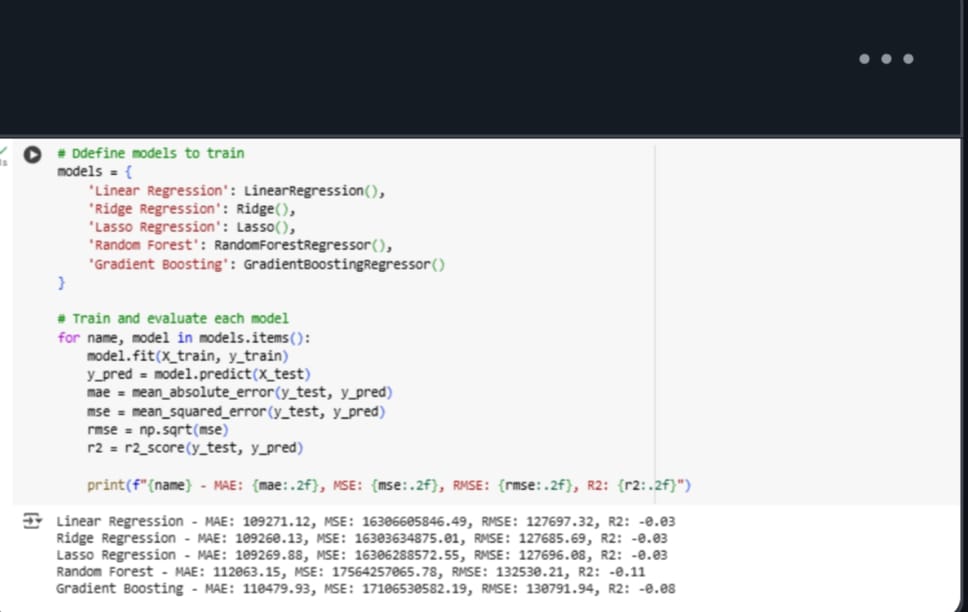 # Ddefine models to train
models = {
    'Linear Regression': LinearRegression(),
    'Ridge Regression': Ridge(),
    'Lasso Regression': Lasso(),
    'Random Forest': RandomForestRegressor(),
    'Gradient Boosting': GradientBoostingRegressor()
}
# Train and evaluate each model
for name, model in models.items():
    model.fit(X_train, y_train)
    y_pred = model.predict(X_test)
    mae = mean_absolute_error(y_test, y_pred)
    mse = mean_squared_error(y_test, y_pred)
    rmse = np.sqrt(mse)
    r2 = r2_score(y_test, y_pred)
    print(f"{name} - MAE: {mae:.2f}, MSE: {mse:.2f}, RMSE: {rmse:.2f}, R2: {r2:.2f}")
Linear Regression - MAE: 109271.12, MSE: 16306605846.49, RMSE: 127697.32, R2: -0.03
Ridge Regression - MAE: 109260.13, MSE: 16303634875.01, RMSE: 127685.69, R2: -0.03
Lasso Regression - MAE: 109269.88, MSE: 16306288572.55, RMSE: 127696.08, R2: -0.03
Random Forest - MAE: 112063.15, MSE: 17564257065.78, RMSE: 132530.21, R2: -0.11
Gradient Boosting - MAE: 110479.93, MSE: 17106530582.19, RMSE: 130791.94, R2: -0.08